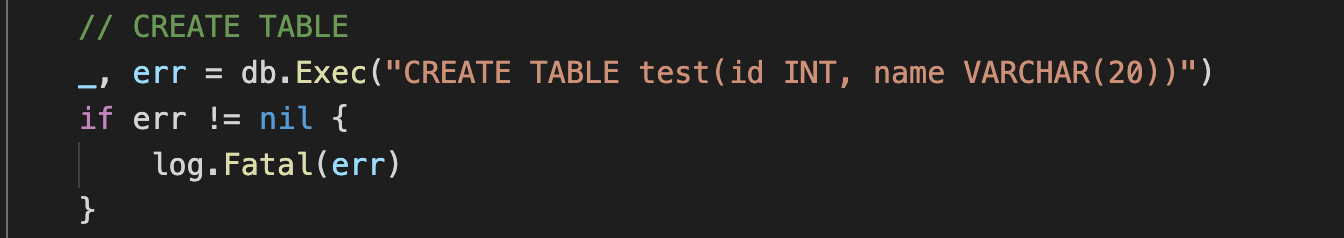 // CREATE TABLE
_, err = db.Exec("CREATE TABLE test(id INT, name VARCHAR(20))")
if err != nil {
    log.Fatal(err)
}